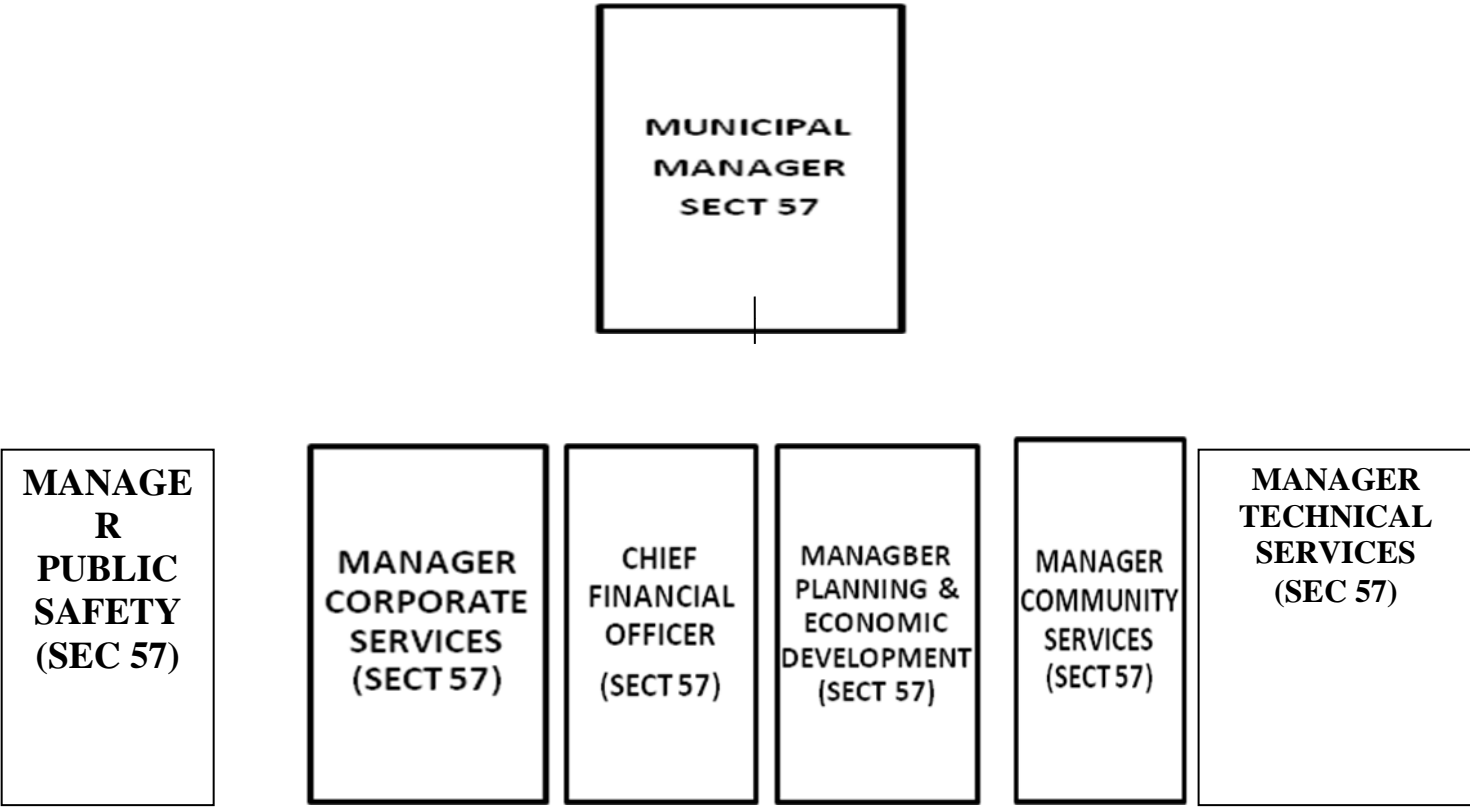 MUNICIPAL
MANAGER
SECT 57
MANAGE
R
PUBLIC
SAFETY
(SEC 57)
MANAGER
CORPORATE
SERVICES
(SECT 57)
CHIEF
FINANCIAL
OFFICER
(SECT 57)
MANAGBER
PLANNING &
ECONOMIC
DEVELOPMENT
(SECT 57)
MANAGER
COMMUNITY
SERVICES
(SECT 57)
MANAGER
TECHNICAL
SERVICES
(SEC 57)